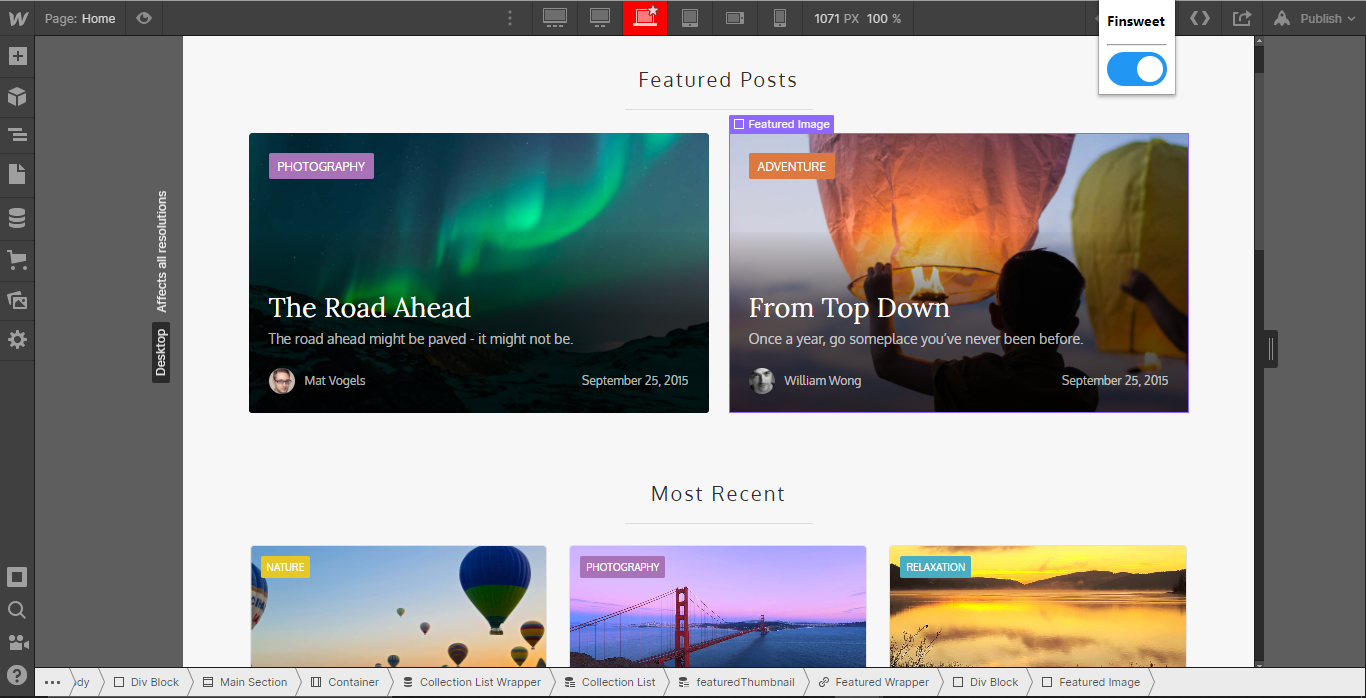 Page: Home
1071 PX 100 %
Finsweet
Publish
Featured Posts
Featured Image
PHOTOGRAPHY
The Road Ahead
The road ahead might be paved - it might not be.
Mat Vogels
September 25, 2015
ADVENTURE
From Top Down
Once a year, go someplace you’ve never been before.
William Wong
September 25, 2015
Affects all resolutions
Desktop
Most Recent
NATURE
PHOTOGRAPHY
RELAXATION
dy
Div Block
Main Section
Container
Collection List Wrapper
Collection List
featuredThumbnail
Featured Wrapper
Div Block
Featured Image